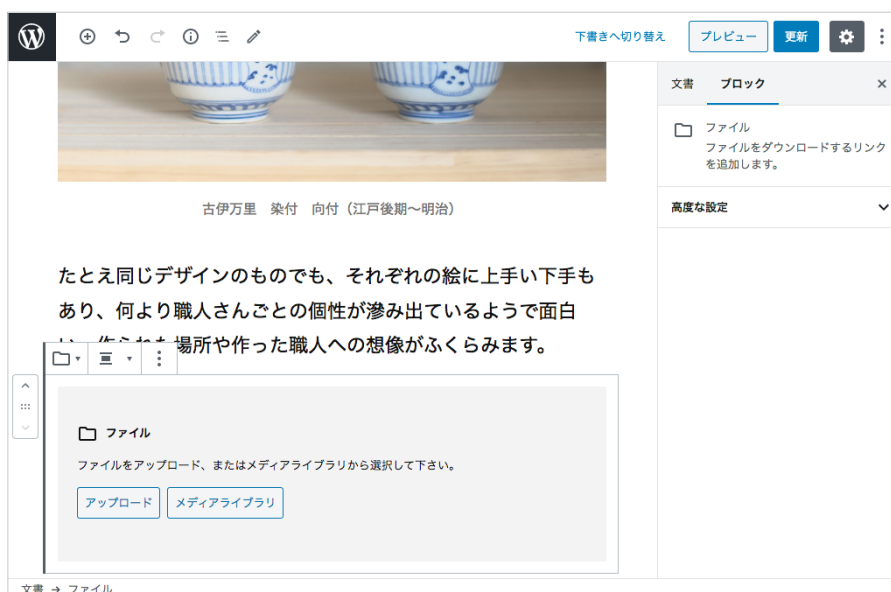 下書きへ切り替え
プレビュー
更新
文書
ブロック
ファイル
ファイルをダウンロードするリンク
を追加します。
高度な設定
古伊万里　染付　向付（江戸後期〜明治）
たとえ同じデザインのものでも、それぞれの絵に上手い下手も
あり、何より職人さんごとの個性が滲み出ているようで面白
場所や作った職人への想像がふくらみます。
ファイル
ファイルをアップロード、またはメディアライブラリから選択して下さい。
アップロード
メディアライブラリ
文書 → ファイル